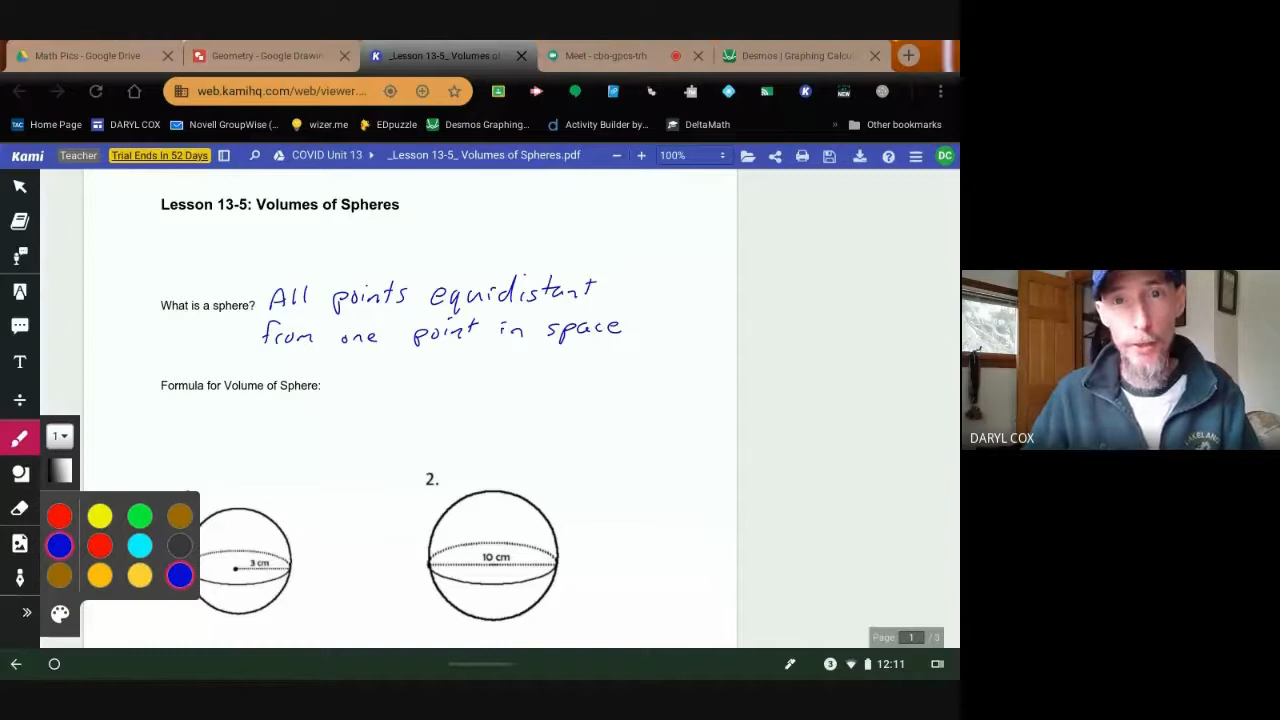 Math Pics - Google Drive
Geometry - Google Drawin
_Lesson 13-5_ Volumes of
Meet - cbo-gpcs-trh
Desmos | Graphing Calcu
web.kamihq.com/web/viewer....
TAC Home Page DARYL COX Novell GroupWise (... wizer.me EDpuzzle Desmos Graphing... Activity Builder by... DeltaMath » Other bookmarks
Kami Teacher Trial Ends In 52 Days COVID Unit 13 _Lesson 13-5_ Volumes of Spheres.pdf 100% DC
Lesson 13-5: Volumes of Spheres
What is a sphere? All points equidistant
from one point in space
Formula for Volume of Sphere:
1
2.
3 cm
10 cm
DARYL COX
Page 1 / 3
3 12:11